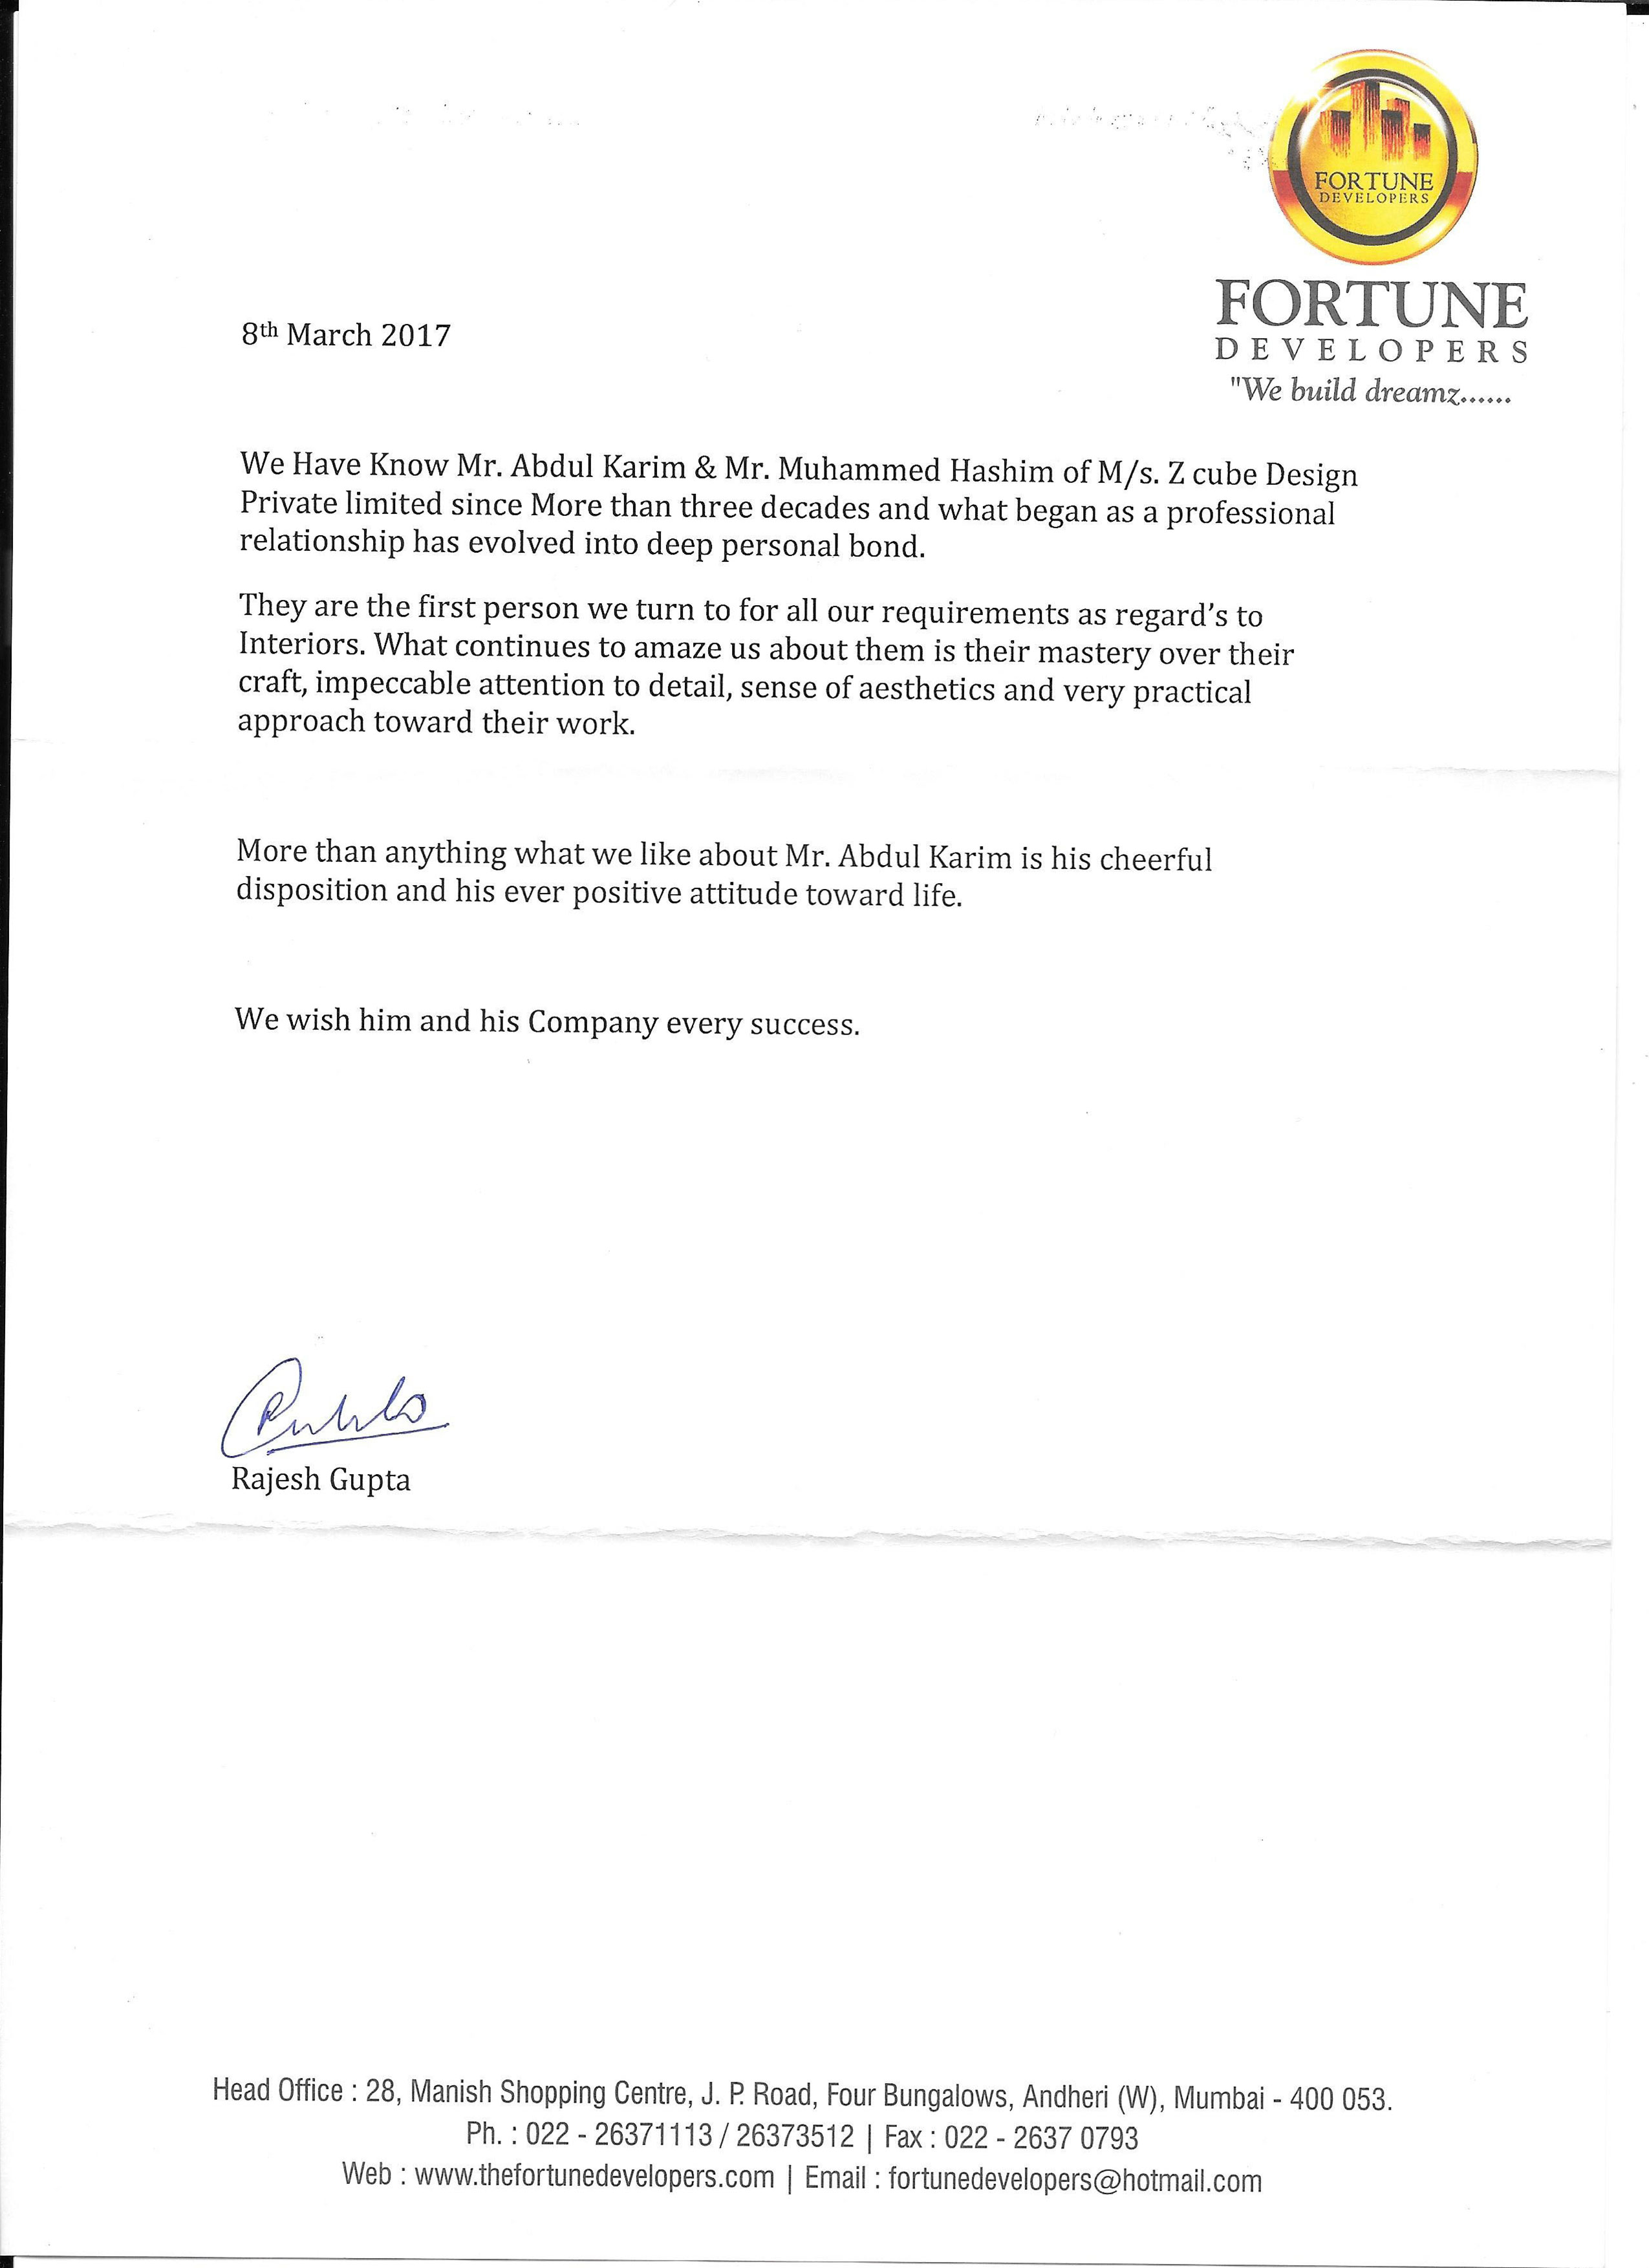 FORTUNE
DEVELOPERS
FORTUNE
DEVELOPERS
"We build dreamz......
8th March 2017
We Have Know Mr. Abdul Karim & Mr. Muhammed Hashim of M/s. Z cube Design
Private limited since More than three decades and what began as a professional
relationship has evolved into deep personal bond.
They are the first person we turn to for all our requirements as regard's to
Interiors. What continues to amaze us about them is their mastery over their
craft, impeccable attention to detail, sense of aesthetics and very practical
approach toward their work.
More than anything what we like about Mr. Abdul Karim is his cheerful
disposition and his ever positive attitude toward life.
We wish him and his Company every success.
Rajesh Gupta
Head Office : 28, Manish Shopping Centre, J. P. Road, Four Bungalows, Andheri (W), Mumbai - 400 053.
Ph. : 022 - 26371113 / 26373512 | Fax : 022 - 2637 0793
Web : www.thefortunedevelopers.com | Email : fortunedevelopers@hotmail.com